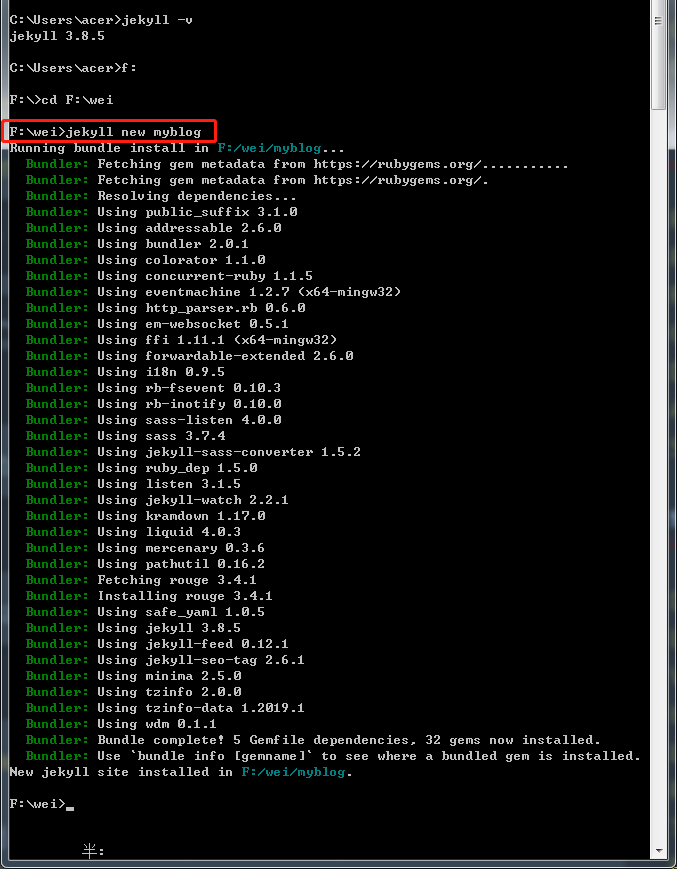 C:\Users\acer>jekyll -v
jekyll 3.8.5
C:\Users\acer>f:
F:\>cd F:\wei
F:\wei>jekyll new myblog
Running bundle install in F:/wei/myblog...
Bundler: Fetching gem metadata from https://rubygems.org/...........
Bundler: Fetching gem metadata from https://rubygems.org/.
Bundler: Resolving dependencies...
Bundler: Using public_suffix 3.1.0
Bundler: Using addressable 2.6.0
Bundler: Using bundler 2.0.1
Bundler: Using colorator 1.1.0
Bundler: Using concurrent-ruby 1.1.5
Bundler: Using eventmachine 1.2.7 (x64-mingw32)
Bundler: Using http_parser.rb 0.6.0
Bundler: Using em-websocket 0.5.1
Bundler: Using ffi 1.11.1 (x64-mingw32)
Bundler: Using forwardable-extended 2.6.0
Bundler: Using i18n 0.9.5
Bundler: Using rb-fsevent 0.10.3
Bundler: Using rb-inotify 0.10.0
Bundler: Using sass-listen 4.0.0
Bundler: Using sass 3.7.4
Bundler: Using jekyll-sass-converter 1.5.2
Bundler: Using ruby_dep 1.5.0
Bundler: Using listen 3.1.5
Bundler: Using jekyll-watch 2.2.1
Bundler: Using kramdown 1.17.0
Bundler: Using liquid 4.0.3
Bundler: Using mercenary 0.3.6
Bundler: Using pathutil 0.16.2
Bundler: Fetching rouge 3.4.1
Bundler: Installing rouge 3.4.1
Bundler: Using safe_yaml 1.0.5
Bundler: Using jekyll 3.8.5
Bundler: Using jekyll-feed 0.12.1
Bundler: Using jekyll-seo-tag 2.6.1
Bundler: Using minima 2.5.0
Bundler: Using tzinfo 2.0.0
Bundler: Using tzinfo-data 1.2019.1
Bundler: Using wdm 0.1.1
Bundler: Bundle complete! 5 Gemfile dependencies, 32 gems now installed.
Bundler: Use `bundle info [gemname]` to see where a bundled gem is installed.
New jekyll site installed in F:/wei/myblog.
F:\wei>_
半: